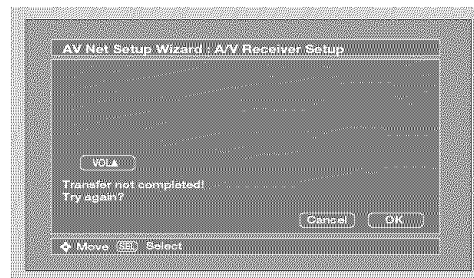 AV Net Setup Wizard : A/V Receiver Setup
VOL▲
Transfer not completed!
Try again?
Cancel OK
Move SEL Select